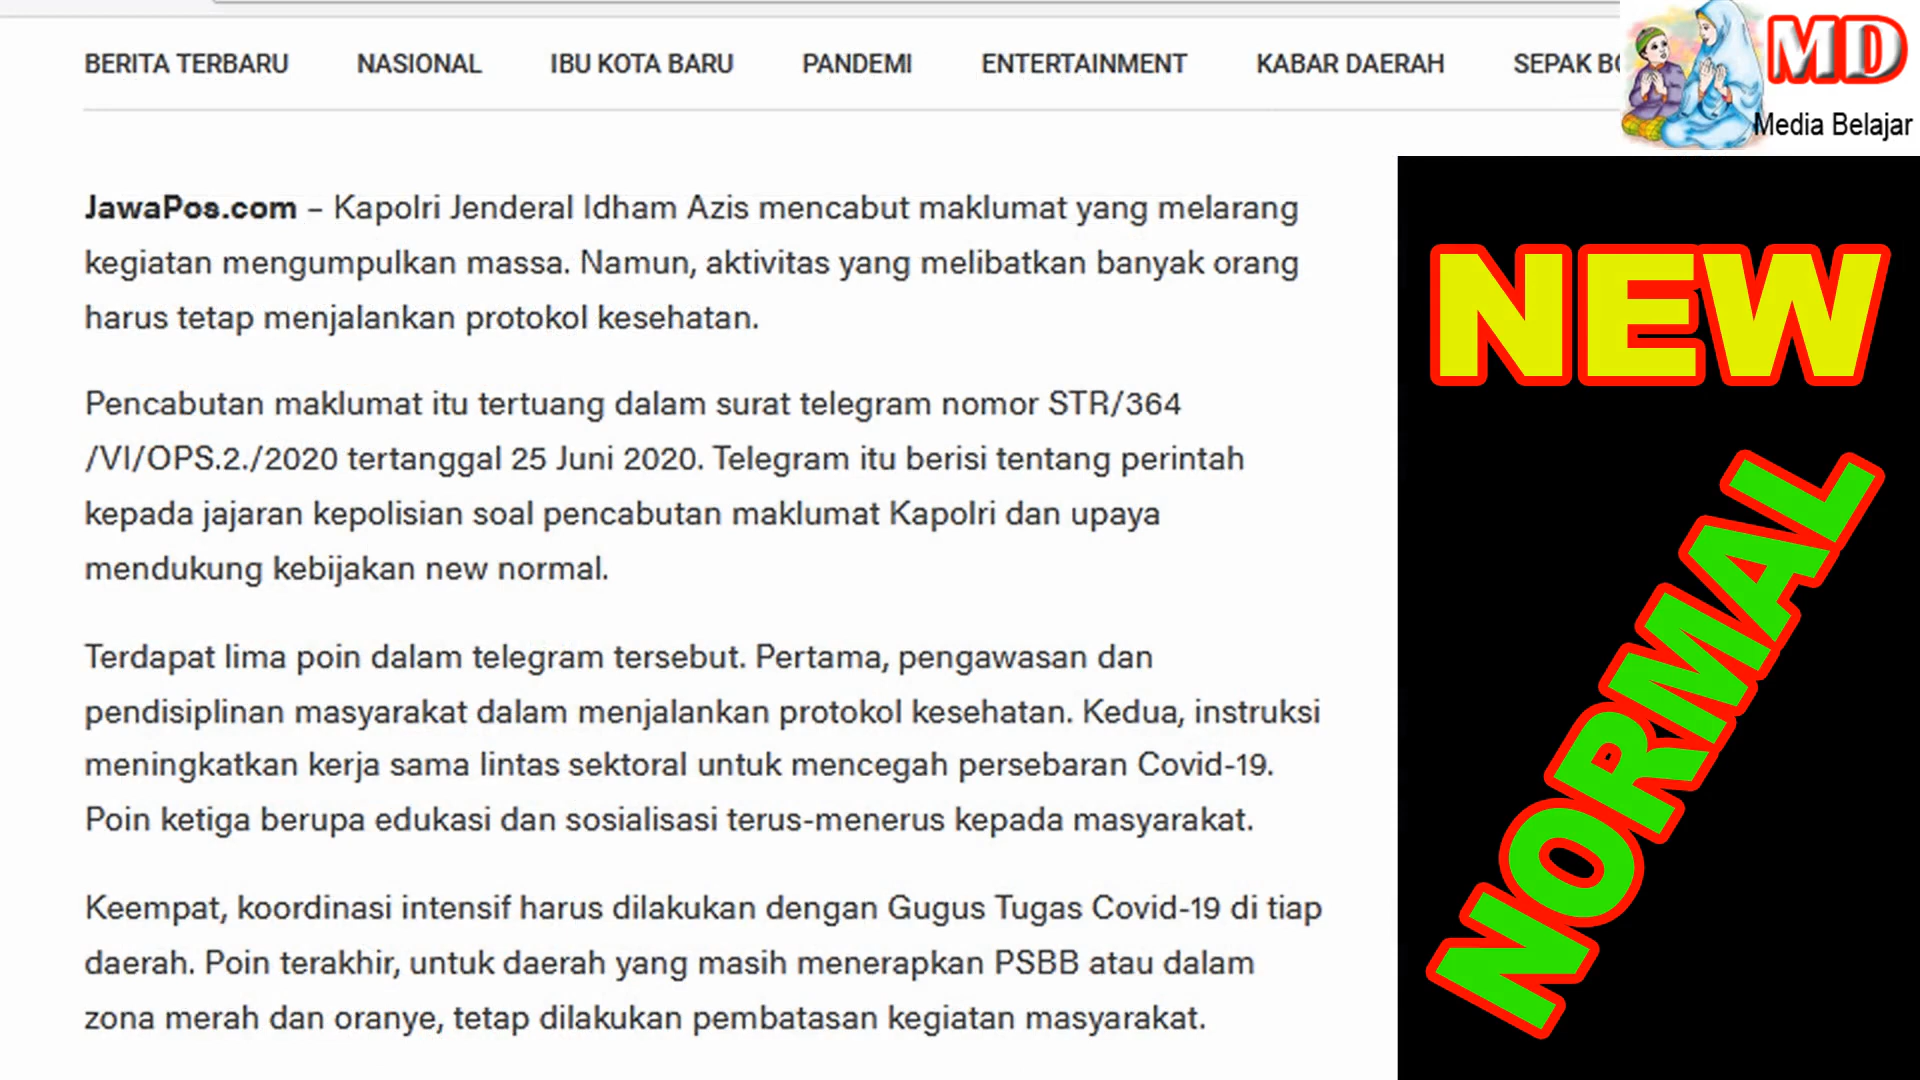 BERITA TERBARU NASIONAL IBU KOTA BARU PANDEMI ENTERTAINMENT KABAR DAERAH SEPAK
MD
Media Belajar
JawaPos.com – Kapolri Jenderal Idham Azis mencabut maklumat yang melarang
kegiatan mengumpulkan massa. Namun, aktivitas yang melibatkan banyak orang
harus tetap menjalankan protokol kesehatan.
Pencabutan maklumat itu tertuang dalam surat telegram nomor STR/364
/VI/OPS.2./2020 tertanggal 25 Juni 2020. Telegram itu berisi tentang perintah
kepada jajaran kepolisian soal pencabutan maklumat Kapolri dan upaya
mendukung kebijakan new normal.
Terdapat lima poin dalam telegram tersebut. Pertama, pengawasan dan
pendisiplinan masyarakat dalam menjalankan protokol kesehatan. Kedua, instruksi
meningkatkan kerja sama lintas sektoral untuk mencegah persebaran Covid-19.
Poin ketiga berupa edukasi dan sosialisasi terus-menerus kepada masyarakat.
Keempat, koordinasi intensif harus dilakukan dengan Gugus Tugas Covid-19 di tiap
daerah. Poin terakhir, untuk daerah yang masih menerapkan PSBB atau dalam
zona merah dan oranye, tetap dilakukan pembatasan kegiatan masyarakat.
NEW
NORMAL